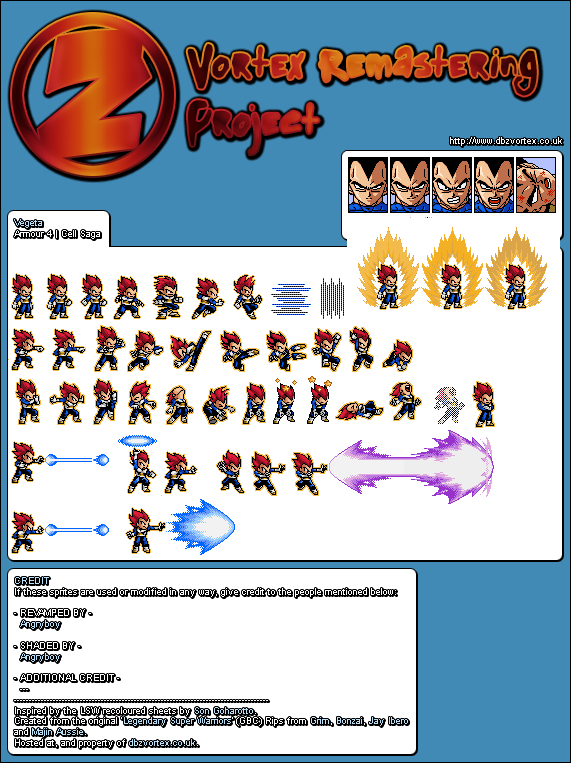 Vortex Remastering
Project
http://www.dbzvortex.co.uk
Vegeta
Armour 4 | Cell Saga
CREDIT
If these sprites are used or modified in any way, give credit to the people mentioned below:
- REVAMPED BY -
Angryboy
- SHADED BY -
Angryboy
- ADDITIONAL CREDIT -
---
Inspired by the LSW recoloured sheets by Son Goharotto.
Created from the original 'Legendary Super Warriors' (GBC) Rips from Grim, Bonzai, Jay Ibero
and Majin Aussie.
Hosted at, and property of dbzvortex.co.uk.